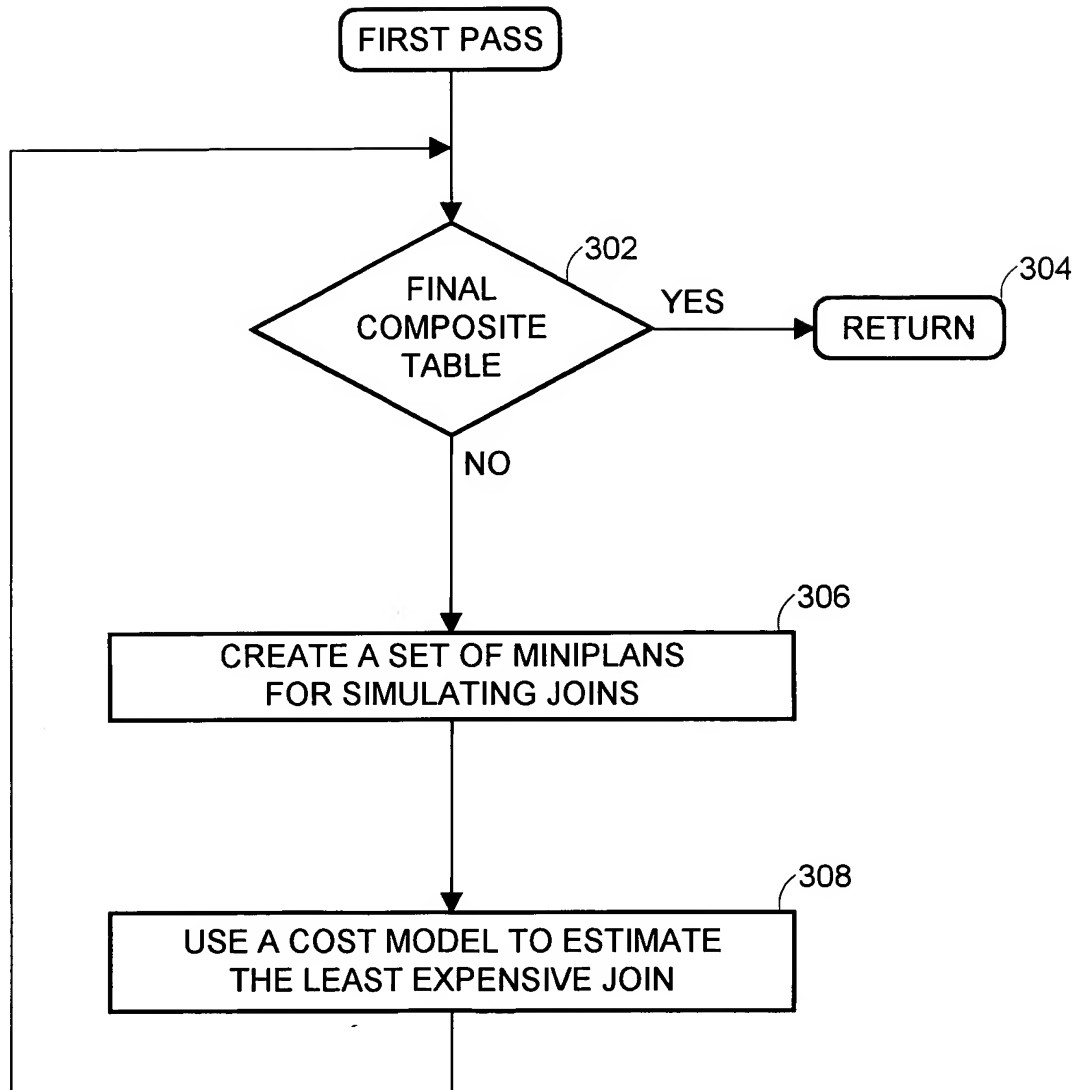 FIRST PASS
302
FINAL
COMPOSITE
TABLE
YES
304
RETURN
NO
306
CREATE A SET OF MINIPLANS
FOR SIMULATING JOINS
308
USE A COST MODEL TO ESTIMATE
THE LEAST EXPENSIVE JOIN